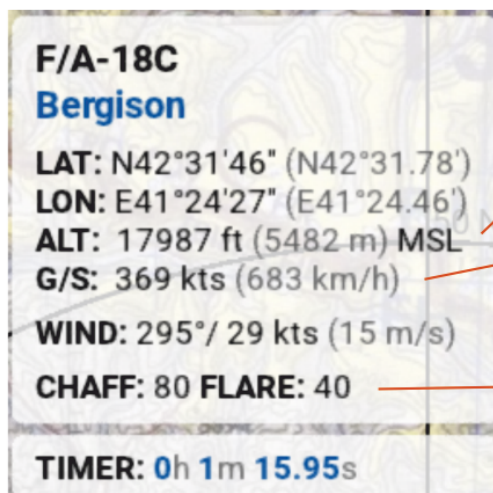 F/A-18C
Bergison
LAT: N42°31'46" (N42°31.78')
LON: E41°24'27" (E41°24.46')
ALT: 17987 ft (5482 m) MSL
G/S: 369 kts (683 km/h)
WIND: 295°/ 29 kts (15 m/s)
CHAFF: 80 FLARE: 40
TIMER: 0h 1m 15.95s